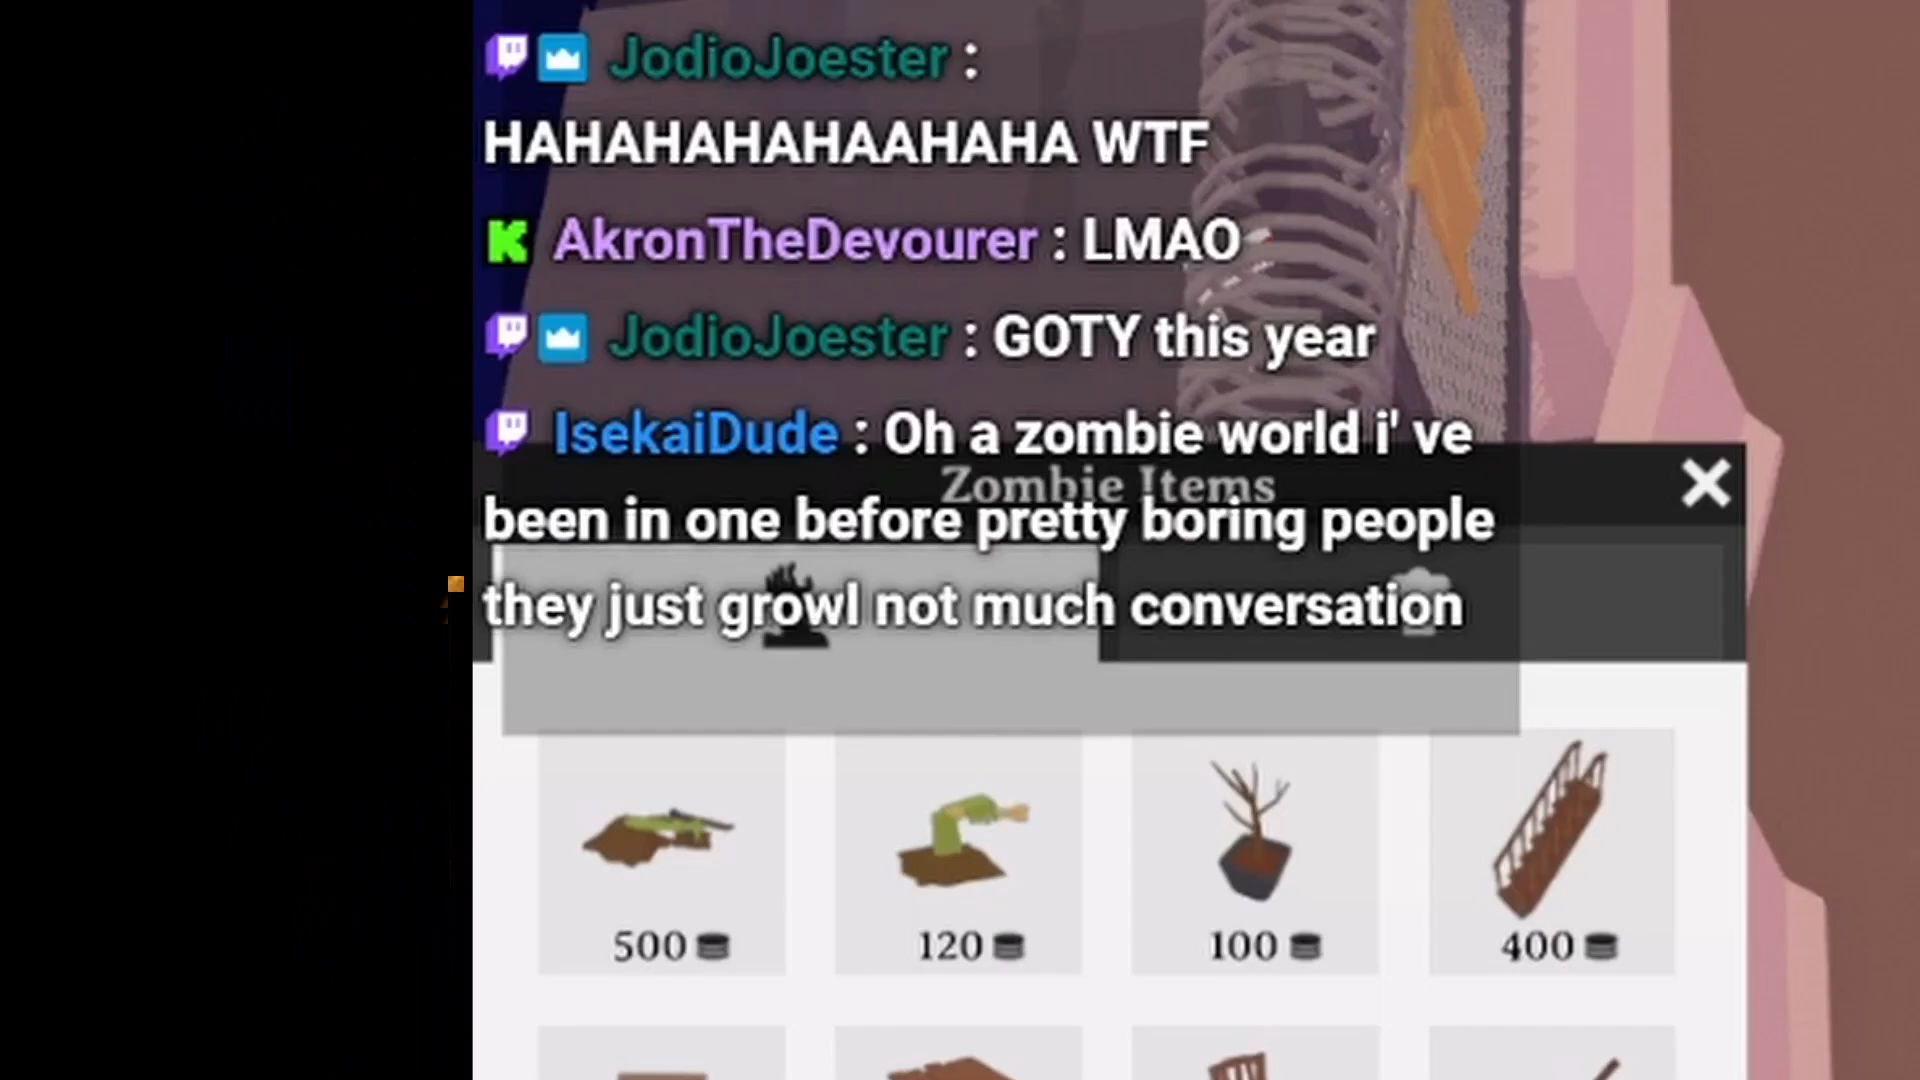 JodioJoester :
HAHAHAHAHAAHAHA WTF
AkronTheDevourer : LMAO
JodioJoester : GOTY this year
IsekaiDude : Oh a zombie world i' ve
Zombie Items
been in one before pretty boring people
they just growl not much conversation
500
120
100
400